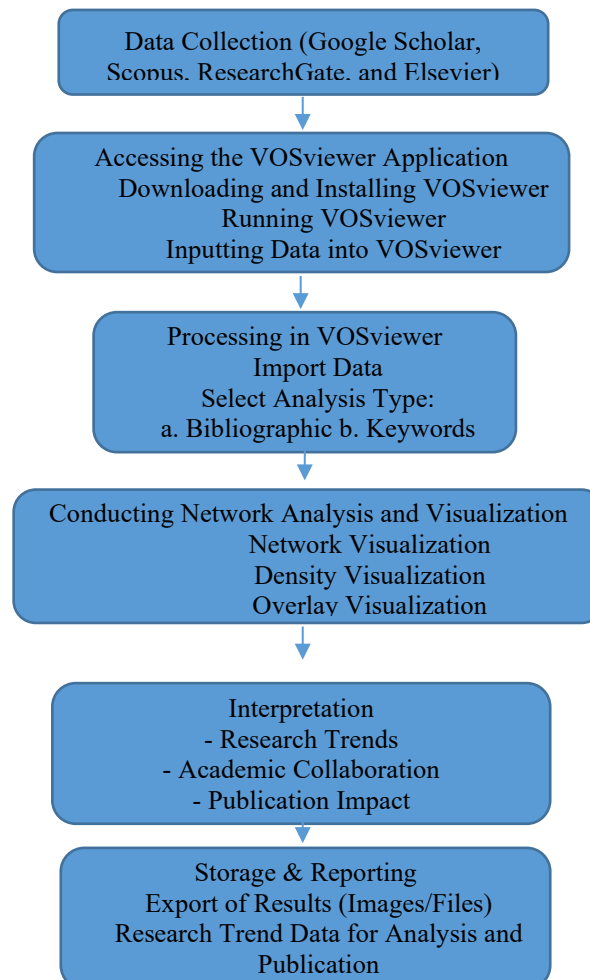 Data Collection (Google Scholar,
Scopus, ResearchGate, and Elsevier)
Accessing the VOSviewer Application
Downloading and Installing VOSviewer
Running VOSviewer
Inputting Data into VOSviewer
Processing in VOSviewer
Import Data
Select Analysis Type:
a. Bibliographic b. Keywords
Conducting Network Analysis and Visualization
Network Visualization
Density Visualization
Overlay Visualization
Interpretation
- Research Trends
- Academic Collaboration
- Publication Impact
Storage & Reporting
Export of Results (Images/Files)
Research Trend Data for Analysis and
Publication